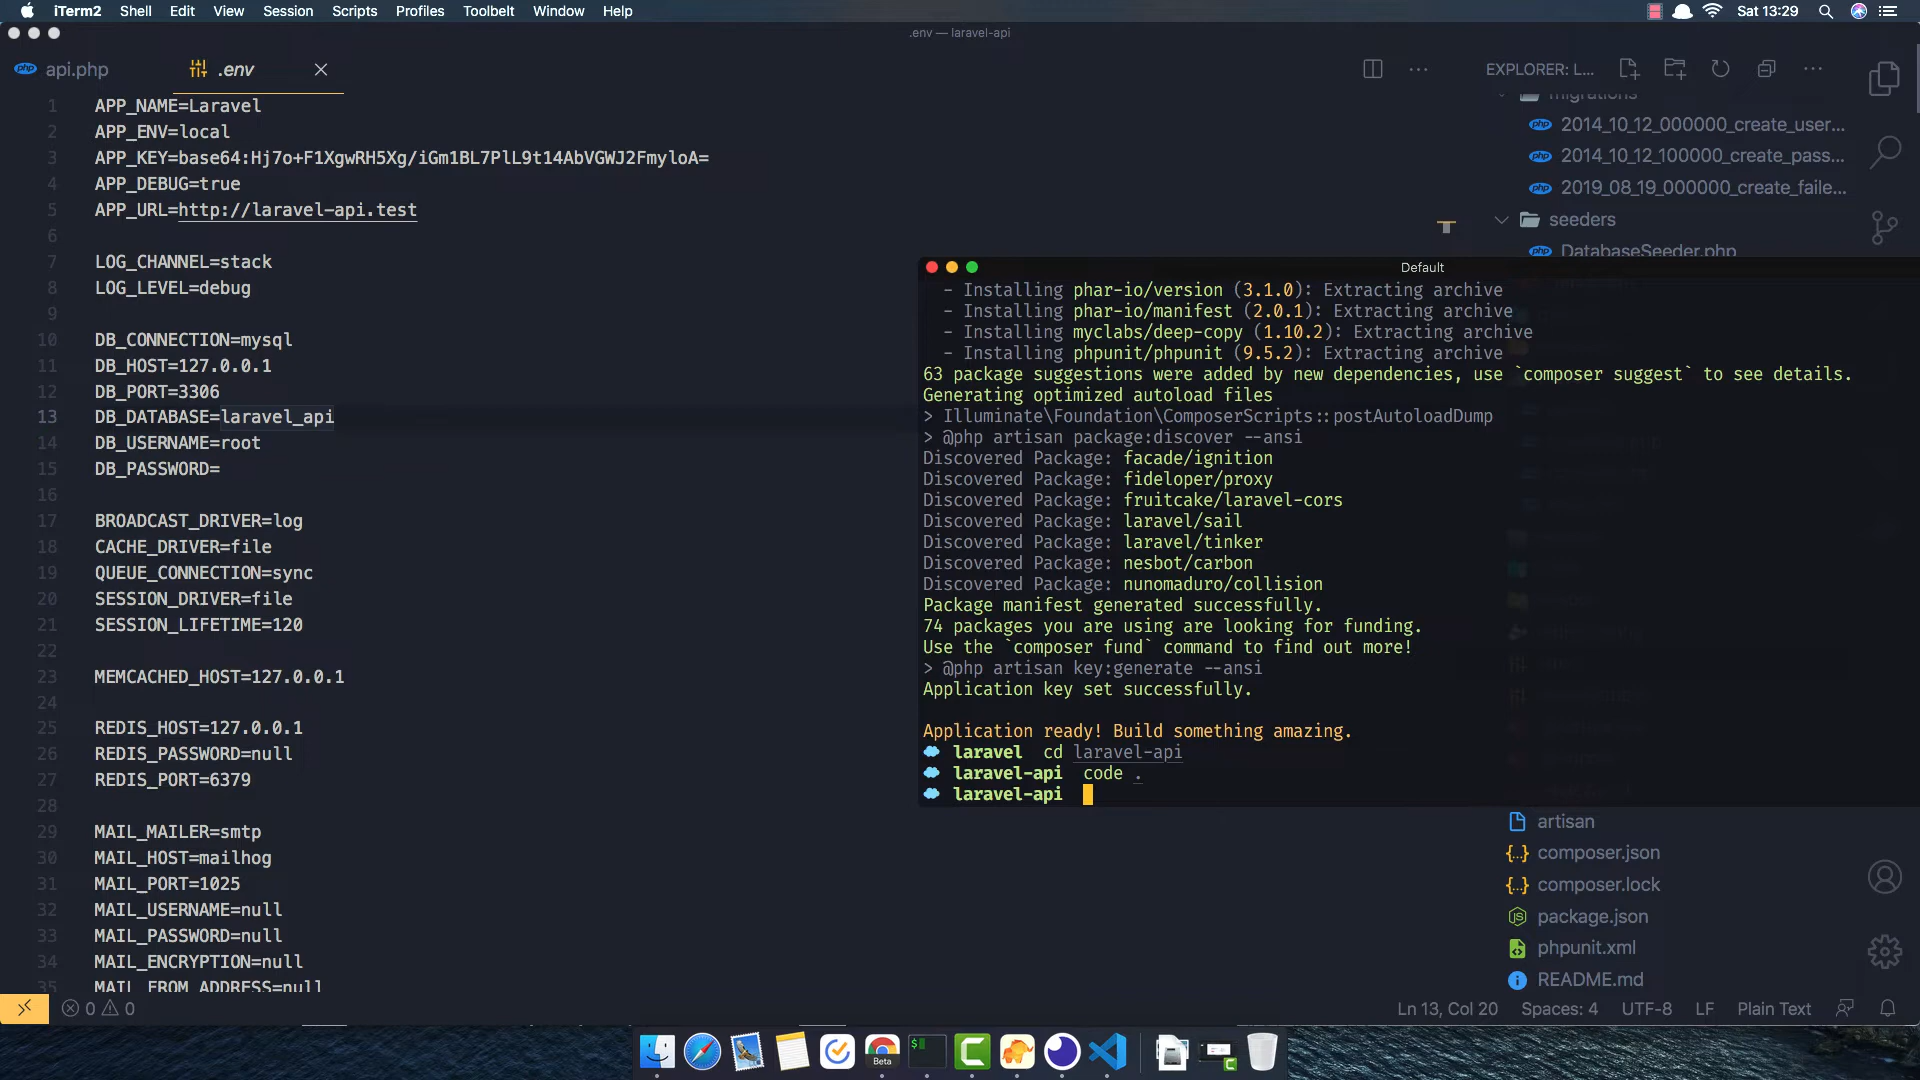 iTerm2 Shell Edit View Session Scripts Profiles Toolbelt Window Help Sat 13:29
.env — laravel-api
api.php .env EXPLORER: L...
1 APP_NAME=Laravel
2 APP_ENV=local
3 APP_KEY=base64:Hj7o+F1XgwRH5Xg/iGm1BL7PlL9t14AbVGWJ2FmyloA=
4 APP_DEBUG=true
5 APP_URL=http://laravel-api.test
6
7 LOG_CHANNEL=stack
8 LOG_LEVEL=debug
9
10 DB_CONNECTION=mysql
11 DB_HOST=127.0.0.1
12 DB_PORT=3306
13 DB_DATABASE=laravel_api
14 DB_USERNAME=root
15 DB_PASSWORD=
16
17 BROADCAST_DRIVER=log
18 CACHE_DRIVER=file
19 QUEUE_CONNECTION=sync
20 SESSION_DRIVER=file
21 SESSION_LIFETIME=120
22
23 MEMCACHED_HOST=127.0.0.1
24
25 REDIS_HOST=127.0.0.1
26 REDIS_PASSWORD=null
27 REDIS_PORT=6379
28
29 MAIL_MAILER=smtp
30 MAIL_HOST=mailhog
31 MAIL_PORT=1025
32 MAIL_USERNAME=null
33 MAIL_PASSWORD=null
34 MAIL_ENCRYPTION=null
35 MAIL_FROM_ADDRESS=null
migrations
2014_10_12_000000_create_user...
2014_10_12_100000_create_pass...
2019_08_19_000000_create_faile...
seeders
DatabaseSeeder.php
Default
- Installing phar-io/version (3.1.0): Extracting archive
- Installing phar-io/manifest (2.0.1): Extracting archive
- Installing myclabs/deep-copy (1.10.2): Extracting archive
- Installing phpunit/phpunit (9.5.2): Extracting archive
63 package suggestions were added by new dependencies, use `composer suggest` to see details.
Generating optimized autoload files
> Illuminate\Foundation\ComposerScripts::postAutoloadDump
> @php artisan package:discover --ansi
Discovered Package: facade/ignition
Discovered Package: fideloper/proxy
Discovered Package: fruitcake/laravel-cors
Discovered Package: laravel/sail
Discovered Package: laravel/tinker
Discovered Package: nesbot/carbon
Discovered Package: nunomaduro/collision
Package manifest generated successfully.
74 packages you are using are looking for funding.
Use the `composer fund` command to find out more!
> @php artisan key:generate --ansi
Application key set successfully.
Application ready! Build something amazing.
laravel cd laravel-api
laravel-api code .
laravel-api
artisan
composer.json
composer.lock
package.json
phpunit.xml
README.md
0 0 Ln 13, Col 20 Spaces: 4 UTF-8 LF Plain Text
Beta